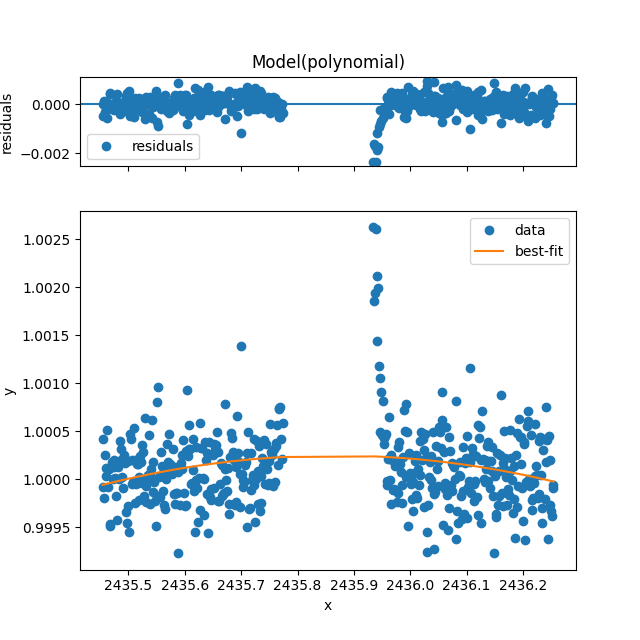 Model(polynomial)
residuals
0.000
−0.002
residuals
y
1.0025
1.0020
1.0015
1.0010
1.0005
1.0000
0.9995
data
best-fit
2435.5 2435.6 2435.7 2435.8 2435.9 2436.0 2436.1 2436.2
x